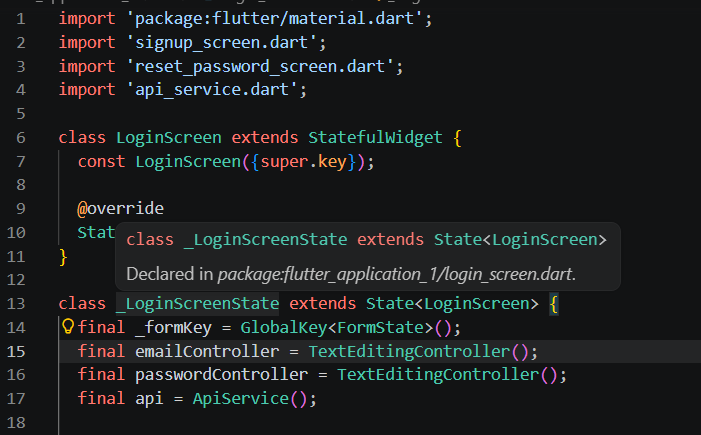 1 import 'package:flutter/material.dart';
2 import 'signup_screen.dart';
3 import 'reset_password_screen.dart';
4 import 'api_service.dart';
5
6 class LoginScreen extends StatefulWidget {
7   const LoginScreen({super.key});
8
9   @override
10   Stat
class _LoginScreenState extends State<LoginScreen>
Declared in package:flutter_application_1/login_screen.dart.
11 }
12
13 class _LoginScreenState extends State<LoginScreen> {
14   final _formKey = GlobalKey<FormState>();
15   final emailController = TextEditingController();
16   final passwordController = TextEditingController();
17   final api = ApiService();
18